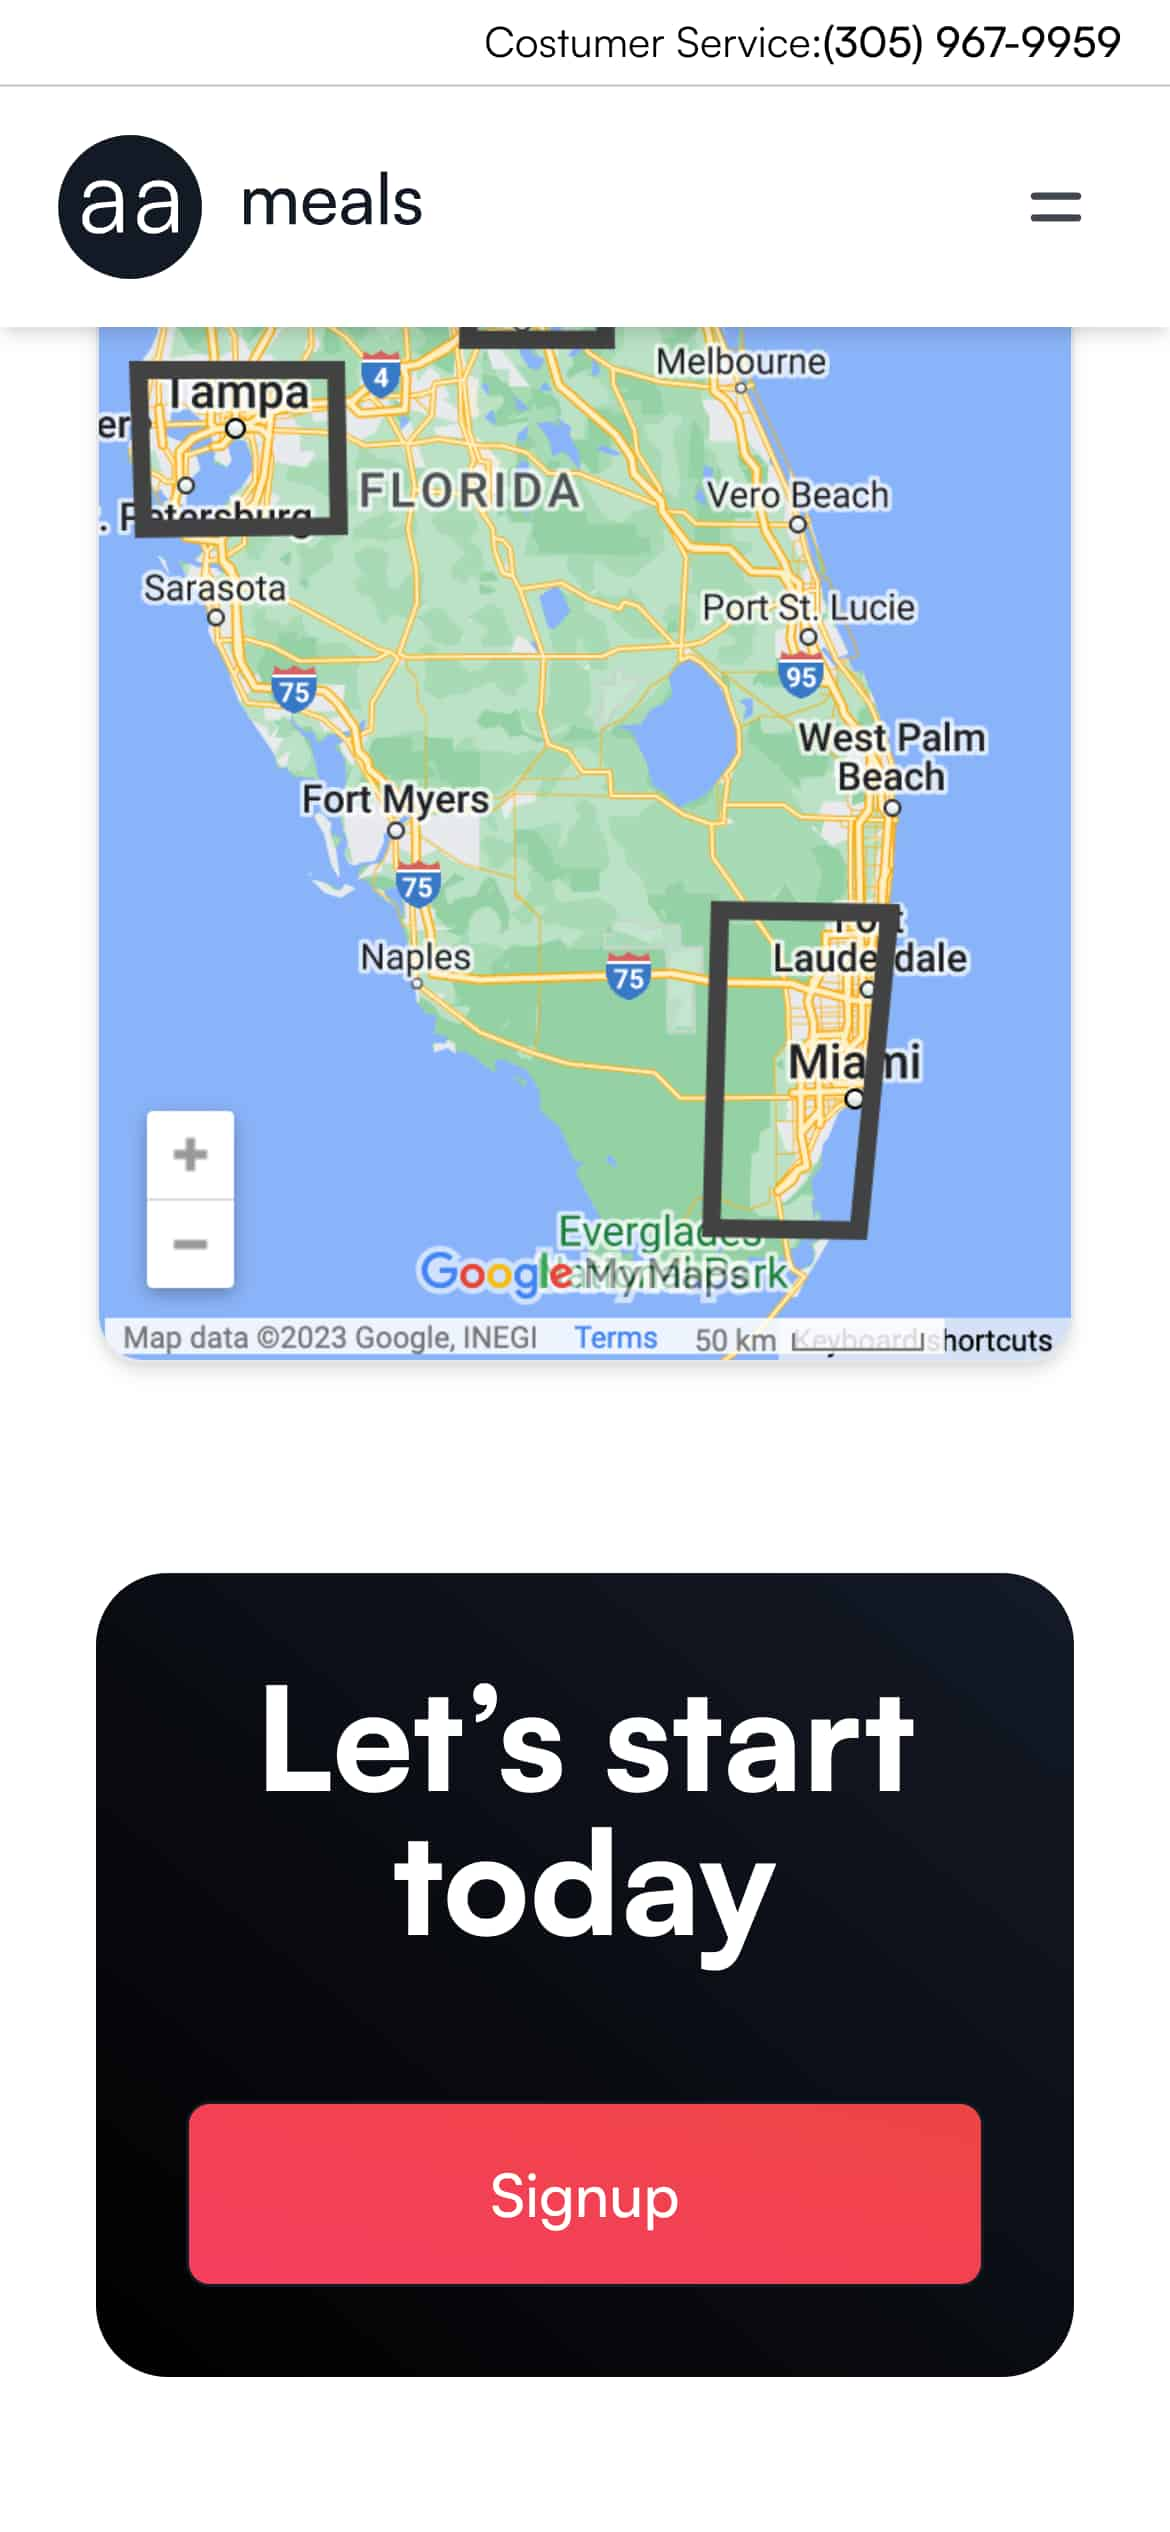 Costumer Service:(305) 967-9959
aa meals
Melbourne
4
Tampa
FLORIDA
Vero Beach
Petersburg
Sarasota
Port St. Lucie
75
95
West Palm
Beach
Fort Myers
75
Fort
Lauderdale
Naples
75
Miami
+
−
Everglades
Google My Maps
Park
Map data ©2023 Google, INEGI Terms 50 km Keyboard shortcuts
Let’s start
today
Signup